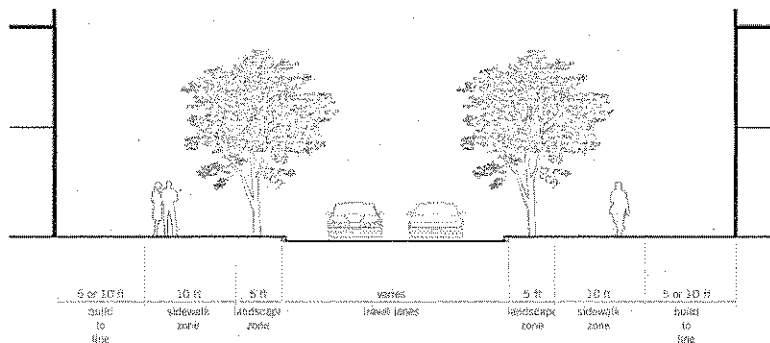 5 or 10 ft 10 ft 5 ft varies 5 ft 10 ft 5 or 10 ft
build sidewalk landscape travel lanes landscape sidewalk build
to zone zone zone zone to
line line